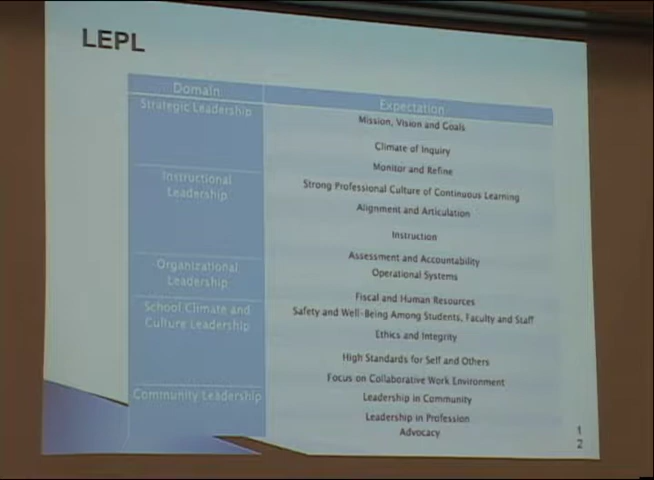 LEPL
Domain
Expectation
Strategic Leadership
Mission, Vision and Goals
Climate of Inquiry
Monitor and Refine
Instructional
Leadership
Strong Professional Culture of Continuous Learning
Alignment and Articulation
Instruction
Assessment and Accountability
Organizational
Leadership
Operational Systems
Fiscal and Human Resources
School Climate and
Culture Leadership
Safety and Well-Being Among Students, Faculty and Staff
Ethics and Integrity
High Standards for Self and Others
Focus on Collaborative Work Environment
Community Leadership
Leadership in Community
Leadership in Profession
Advocacy
1
2